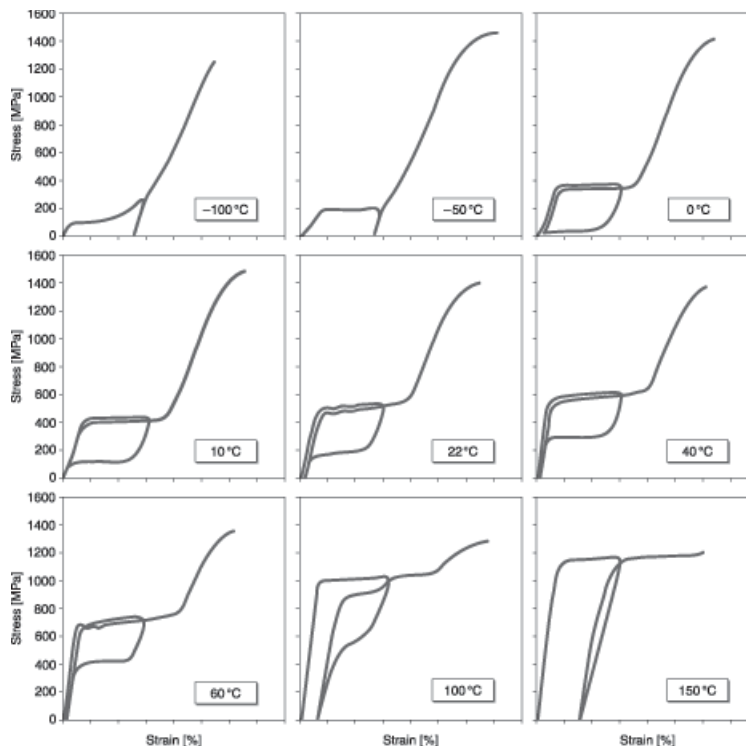 1600
1400
1200
1000
800
600
400
200
0
Stress [MPa]
−100 °C
−50 °C
0 °C
1600
1400
1200
1000
800
600
400
200
0
Stress [MPa]
10 °C
22 °C
40 °C
1600
1400
1200
1000
800
600
400
200
0
Stress [MPa]
60 °C
100 °C
150 °C
Strain [%]
Strain [%]
Strain [%]